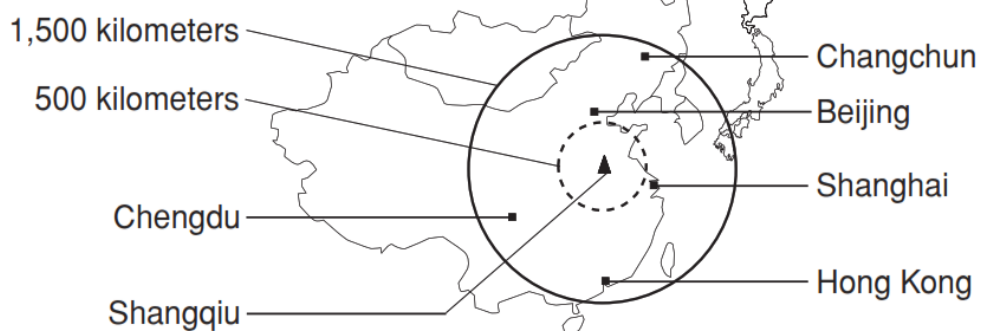 1,500 kilometers
500 kilometers
Chengdu
Shangqiu
Changchun
Beijing
Shanghai
Hong Kong